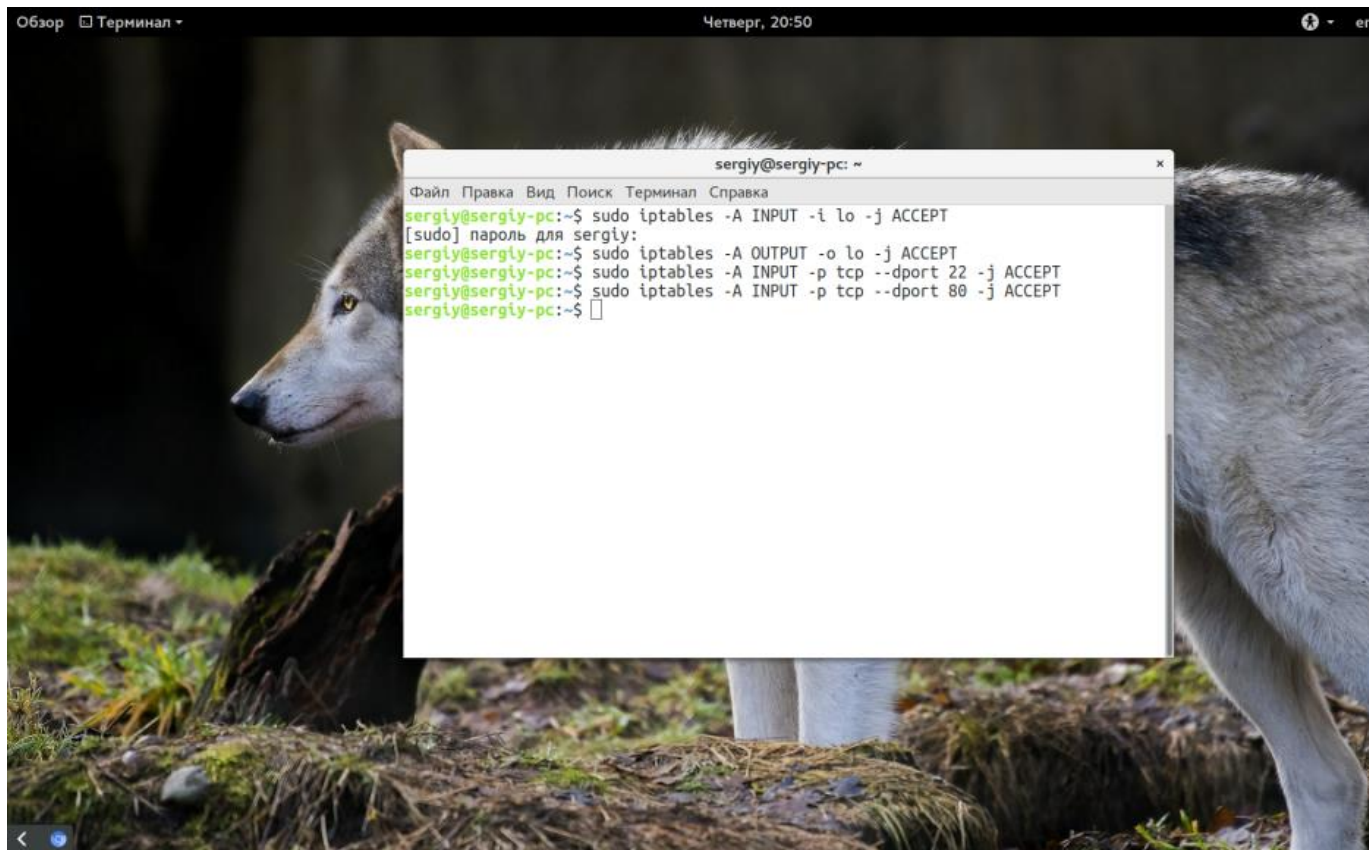 Обзор Терминал
Четверг, 20:50
en
sergiy@sergiy-pc: ~
Файл Правка Вид Поиск Терминал Справка
sergiy@sergiy-pc:~$ sudo iptables -A INPUT -i lo -j ACCEPT
[sudo] пароль для sergiy:
sergiy@sergiy-pc:~$ sudo iptables -A OUTPUT -o lo -j ACCEPT
sergiy@sergiy-pc:~$ sudo iptables -A INPUT -p tcp --dport 22 -j ACCEPT
sergiy@sergiy-pc:~$ sudo iptables -A INPUT -p tcp --dport 80 -j ACCEPT
sergiy@sergiy-pc:~$